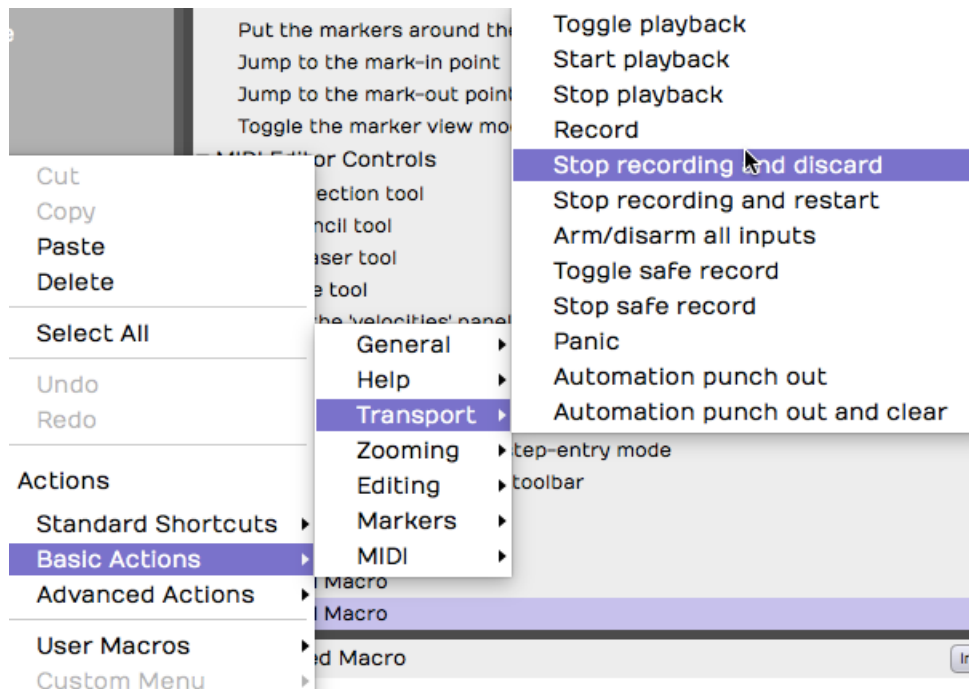 Put the markers around the
Jump to the mark-in point
Jump to the mark-out point
Toggle the marker view mo
MIDI Editor Controls
ection tool
ncil tool
aser tool
e tool
the 'velocities' panel
step-entry mode
toolbar
Macro
Macro
ed Macro
In
Cut
Copy
Paste
Delete
Select All
Undo
Redo
Actions
Standard Shortcuts
Basic Actions
Advanced Actions
User Macros
Custom Menu
General
Help
Transport
Zooming
Editing
Markers
MIDI
Toggle playback
Start playback
Stop playback
Record
Stop recording and discard
Stop recording and restart
Arm/disarm all inputs
Toggle safe record
Stop safe record
Panic
Automation punch out
Automation punch out and clear